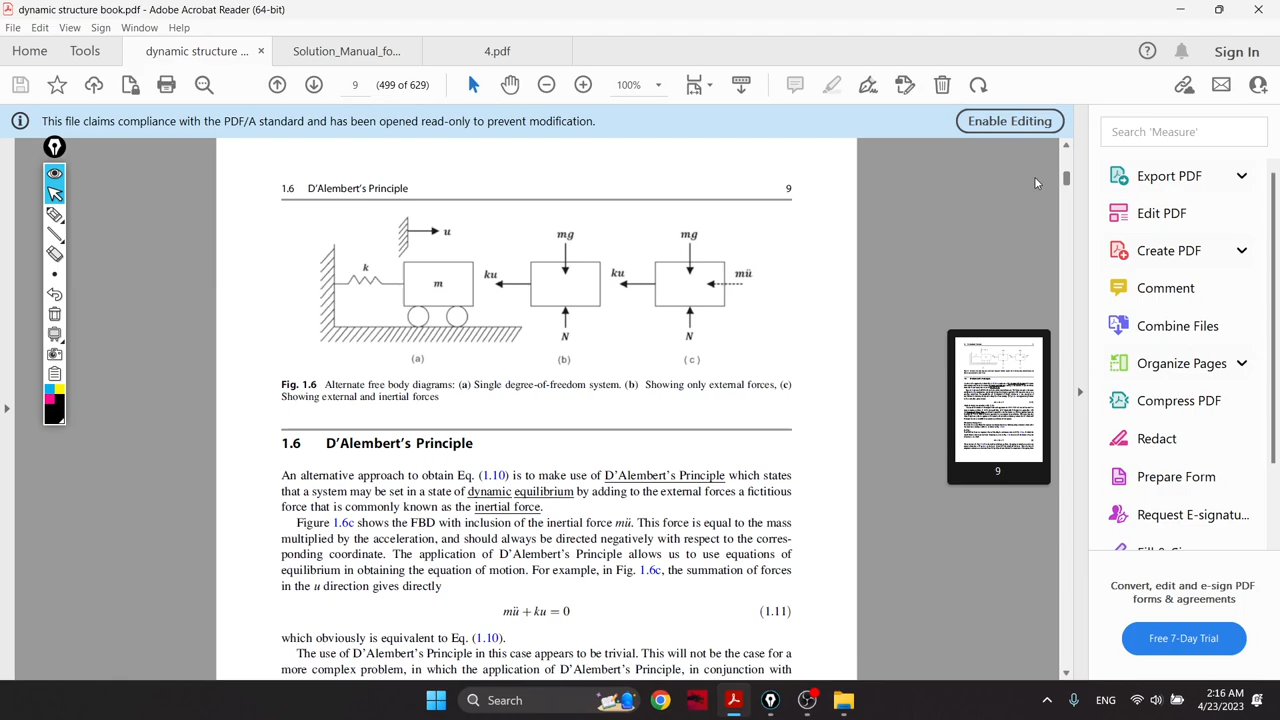 dynamic structure book.pdf - Adobe Acrobat Reader (64-bit)
File Edit View Sign Window Help
Home Tools dynamic structure ... × Solution_Manual_fo... 4.pdf Sign In
9 (499 of 629) 100%
This file claims compliance with the PDF/A standard and has been opened read-only to prevent modification. Enable Editing
Search 'Measure'
Export PDF
Edit PDF
Create PDF
Comment
Combine Files
Organize Pages
Compress PDF
Redact
Prepare Form
Request E-signatu...
Convert, edit and e-sign PDF
forms & agreements
Free 7-Day Trial
1.6 D'Alembert's Principle 9
u
mg mg
k ku ku mü
m
N N
(a) (b) (c)
Fig. 1.6 Alternate free body diagrams: (a) Single degree-of-freedom system. (b) Showing only external forces, (c)
Showing external and inertial forces
1.6 D'Alembert's Principle
An alternative approach to obtain Eq. (1.10) is to make use of D'Alembert's Principle which states
that a system may be set in a state of dynamic equilibrium by adding to the external forces a fictitious
force that is commonly known as the inertial force.
Figure 1.6c shows the FBD with inclusion of the inertial force mü. This force is equal to the mass
multiplied by the acceleration, and should always be directed negatively with respect to the corres-
ponding coordinate. The application of D'Alembert's Principle allows us to use equations of
equilibrium in obtaining the equation of motion. For example, in Fig. 1.6c, the summation of forces
in the u direction gives directly
mü + ku = 0 (1.11)
which obviously is equivalent to Eq. (1.10).
The use of D'Alembert's Principle in this case appears to be trivial. This will not be the case for a
more complex problem, in which the application of D'Alembert's Principle, in conjunction with
9
Search
ENG
2:16 AM
4/23/2023